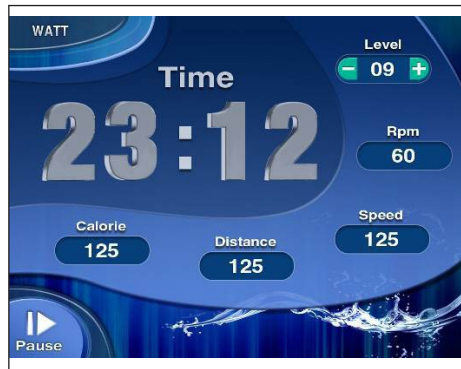 WATT
Level
- 09 +
Time
23:12
Rpm
60
Calorie
125
Distance
125
Speed
125
Pause